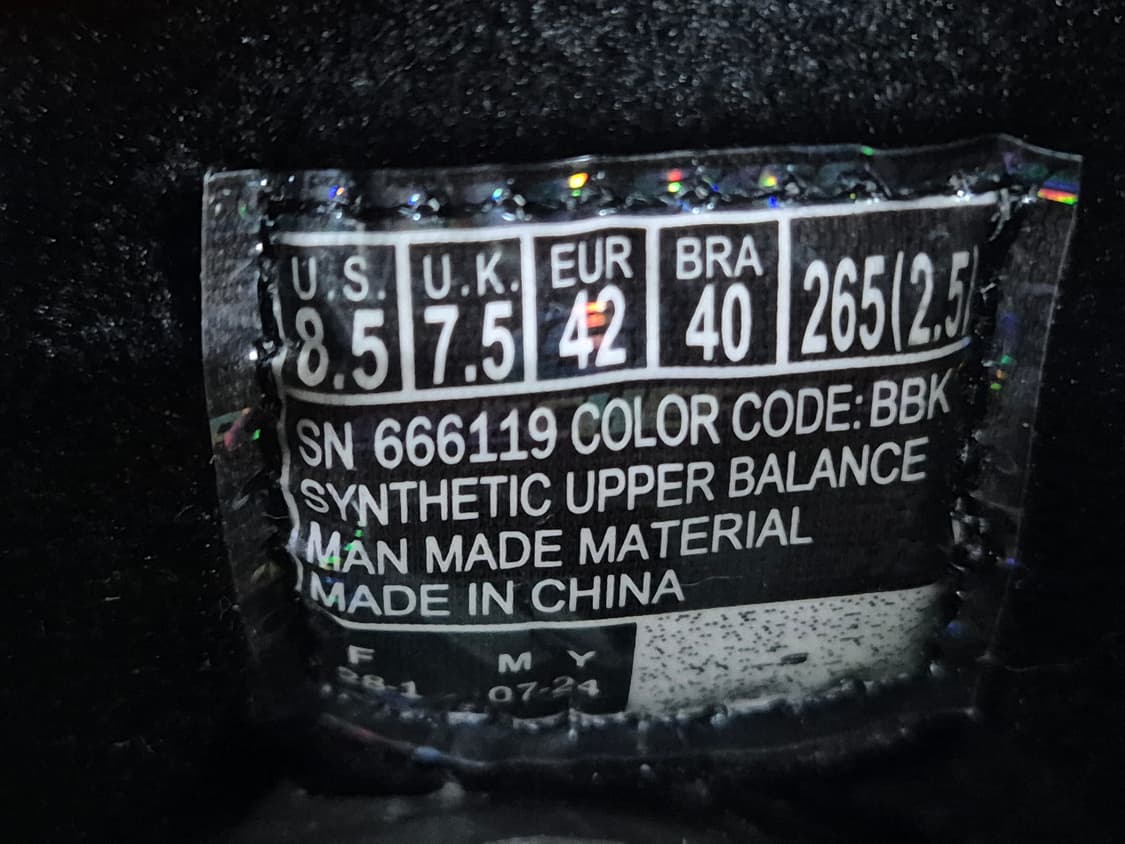 U.S. U.K. EUR BRA
8.5 7.5 42 40 265(2.5)
SN 666119 COLOR CODE: BBK
SYNTHETIC UPPER BALANCE
MAN MADE MATERIAL
MADE IN CHINA
F M Y
07-24